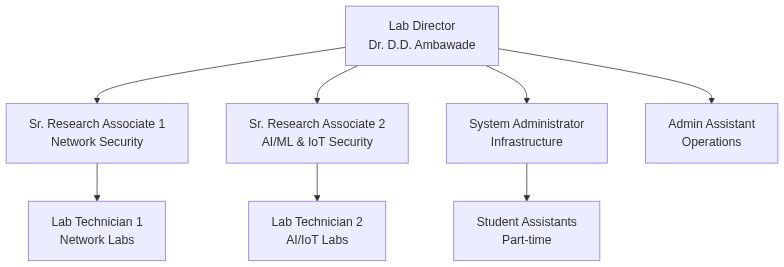 Lab Director
Dr. D.D. Ambawade
Sr. Research Associate 1
Network Security
Sr. Research Associate 2
AI/ML & IoT Security
System Administrator
Infrastructure
Admin Assistant
Operations
Lab Technician 1
Network Labs
Lab Technician 2
AI/IoT Labs
Student Assistants
Part-time